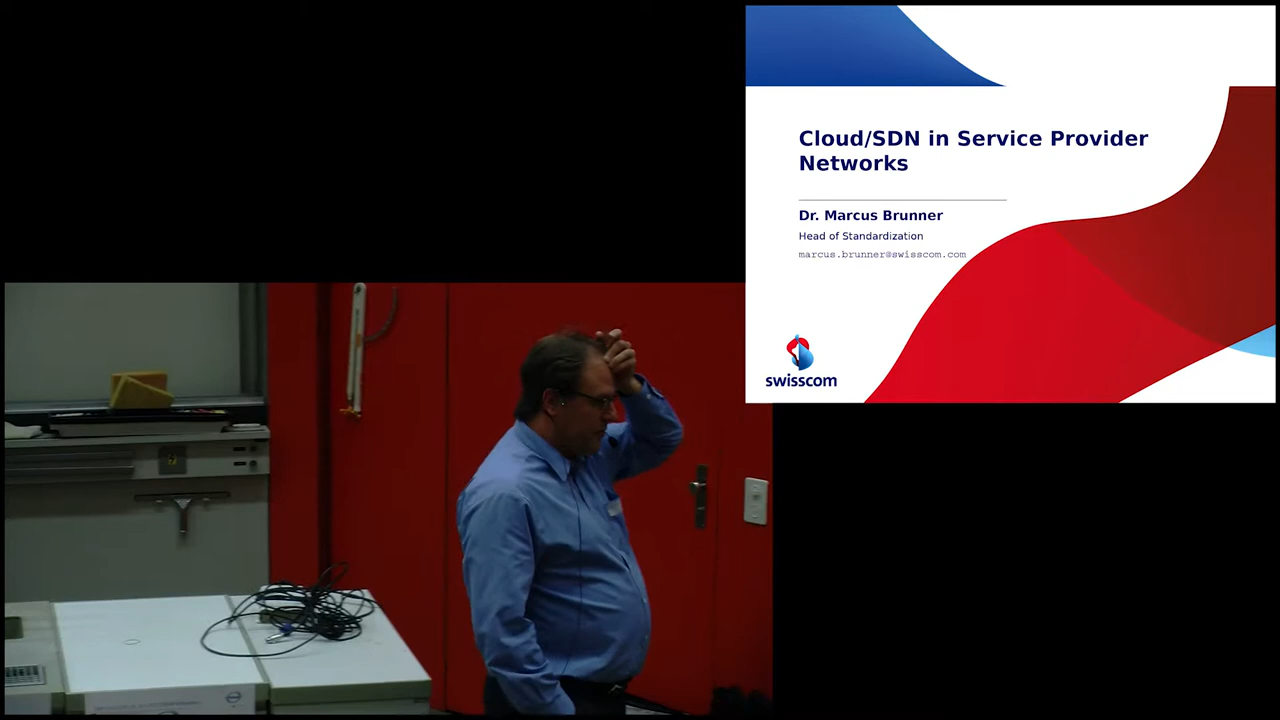 Cloud/SDN in Service Provider
Networks
Dr. Marcus Brunner
Head of Standardization
marcus.brunner@swisscom.com
swisscom